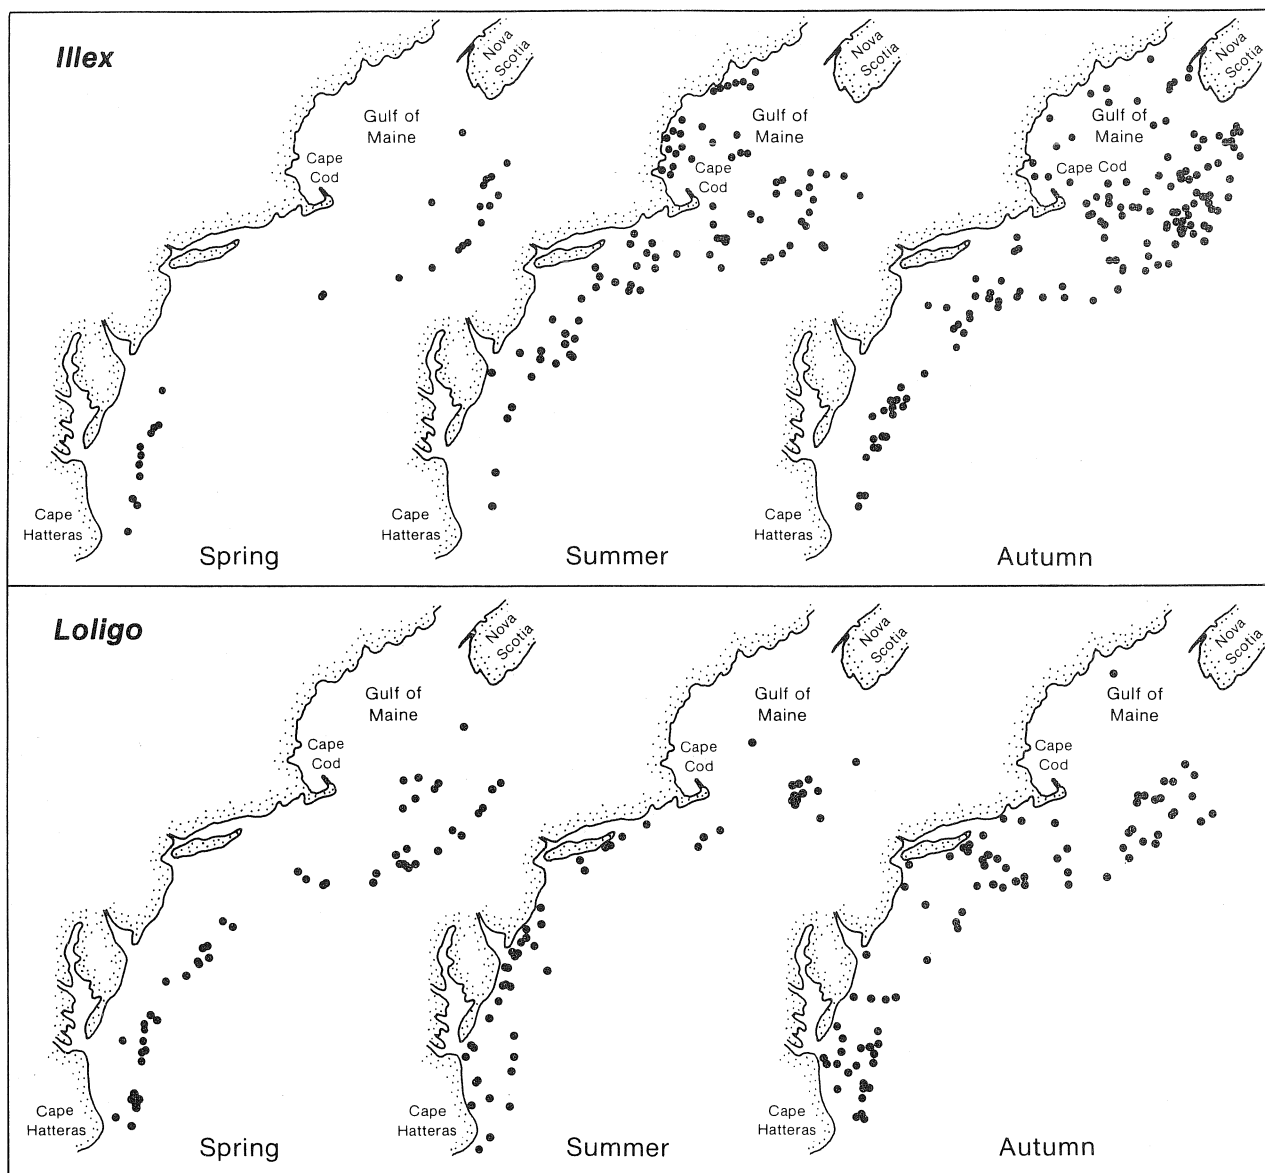 Illex
Nova
Scotia
Gulf of
Maine
Cape
Cod
Cape
Hatteras
Spring
Nova
Scotia
Gulf of
Maine
Cape
Cod
Cape
Hatteras
Summer
Nova
Scotia
Gulf of
Maine
Cape Cod
Cape
Hatteras
Autumn
Loligo
Nova
Scotia
Gulf of
Maine
Cape
Cod
Cape
Hatteras
Spring
Nova
Scotia
Gulf of
Maine
Cape
Cod
Cape
Hatteras
Summer
Nova
Scotia
Gulf of
Maine
Cape
Cod
Cape
Hatteras
Autumn